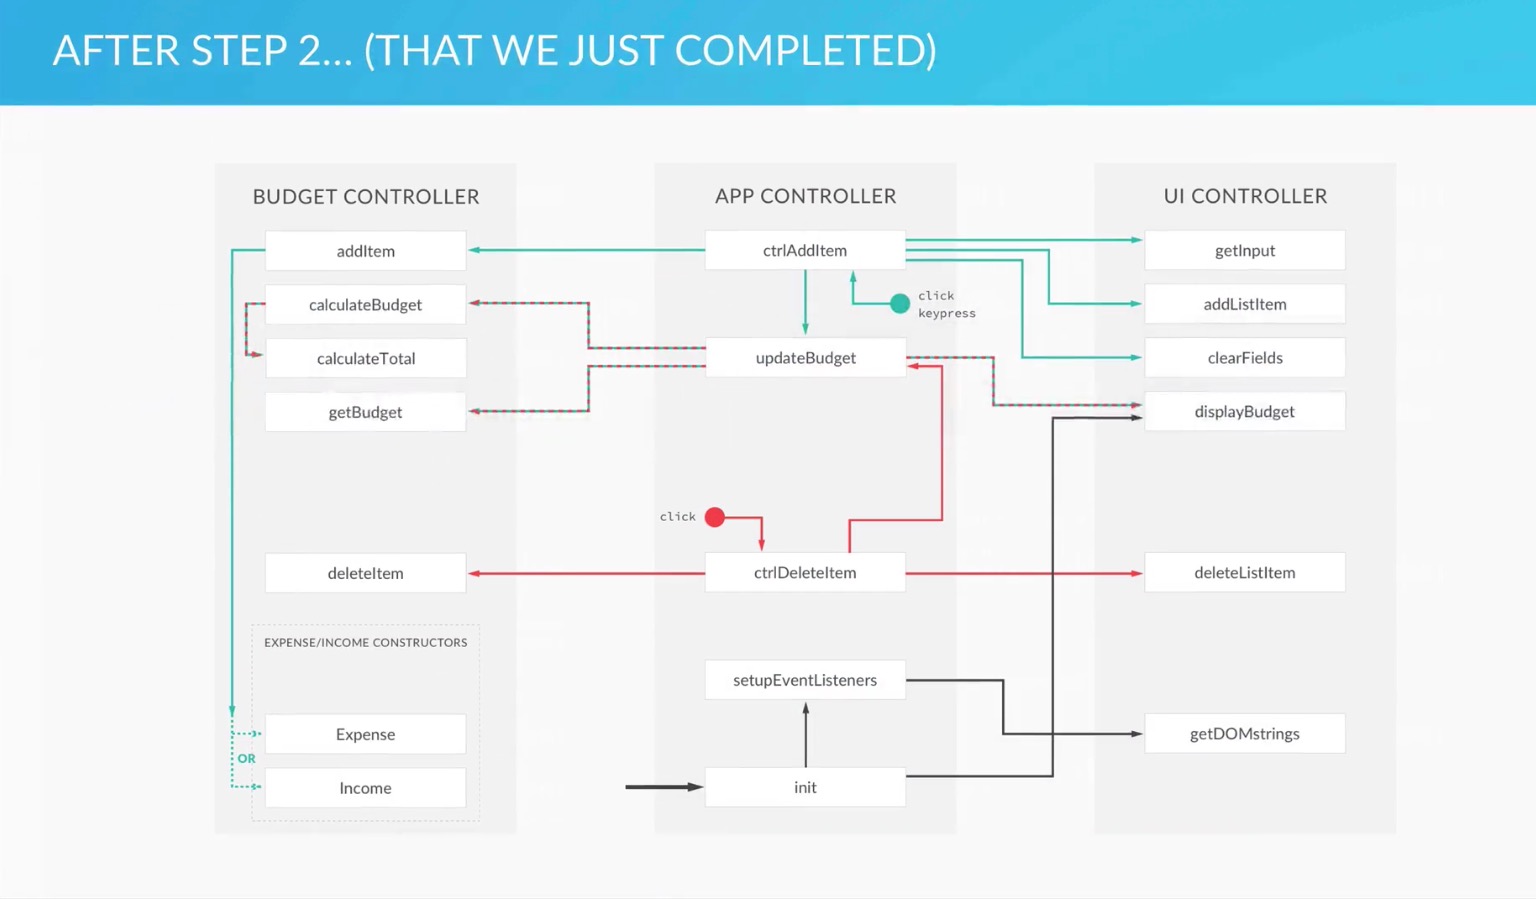 AFTER STEP 2... (THAT WE JUST COMPLETED)
BUDGET CONTROLLER
addItem
calculateBudget
calculateTotal
getBudget
deleteItem
EXPENSE/INCOME CONSTRUCTORS
Expense
OR
Income
APP CONTROLLER
ctrlAddItem
click
keypress
updateBudget
click
ctrlDeleteItem
setupEventListeners
init
UI CONTROLLER
getInput
addListItem
clearFields
displayBudget
deleteListItem
getDOMstrings